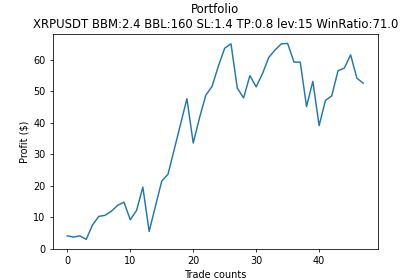 Portfolio
XRPUSDT BBM:2.4 BBL:160 SL:1.4 TP:0.8 lev:15 WinRatio:71.0
Profit ($)
60
50
40
30
20
10
0
0 10 20 30 40
Trade counts